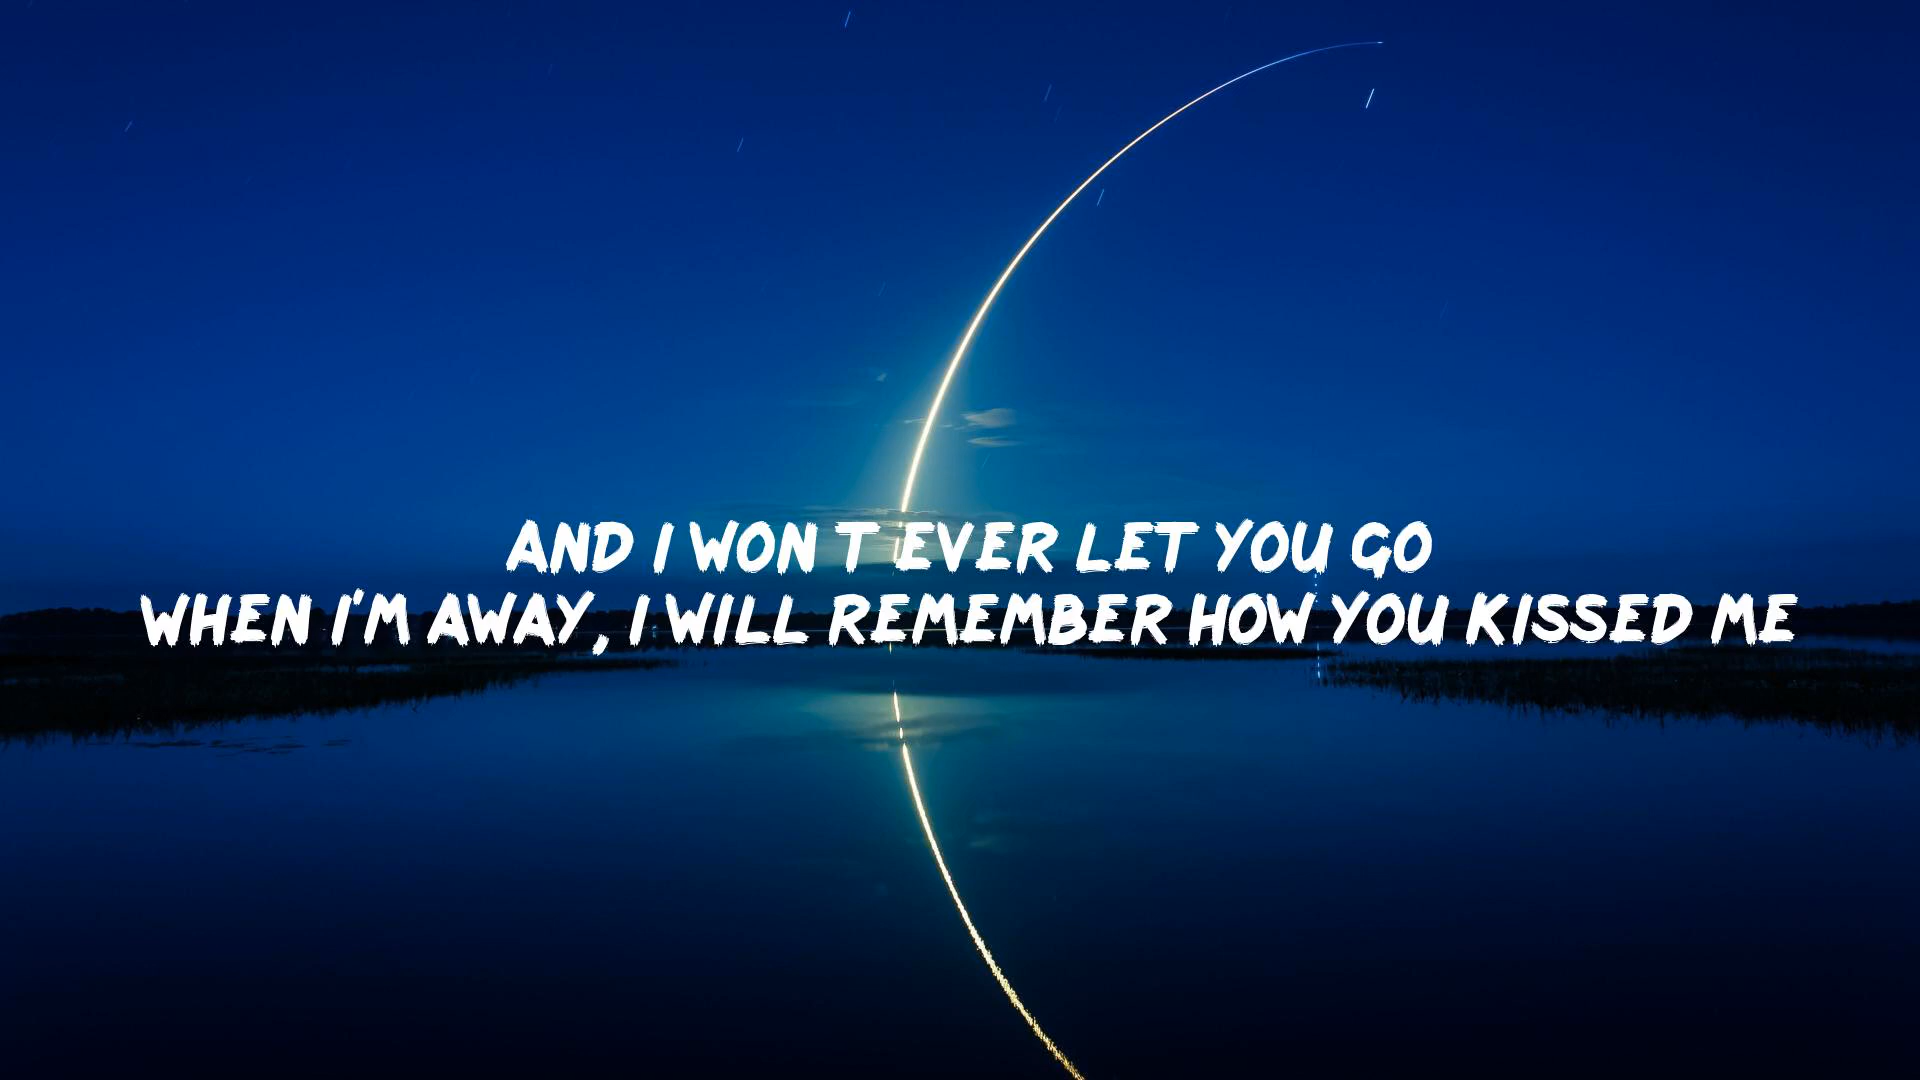 AND I WON T EVER LET YOU GO
WHEN I'M AWAY, I WILL REMEMBER HOW YOU KISSED ME